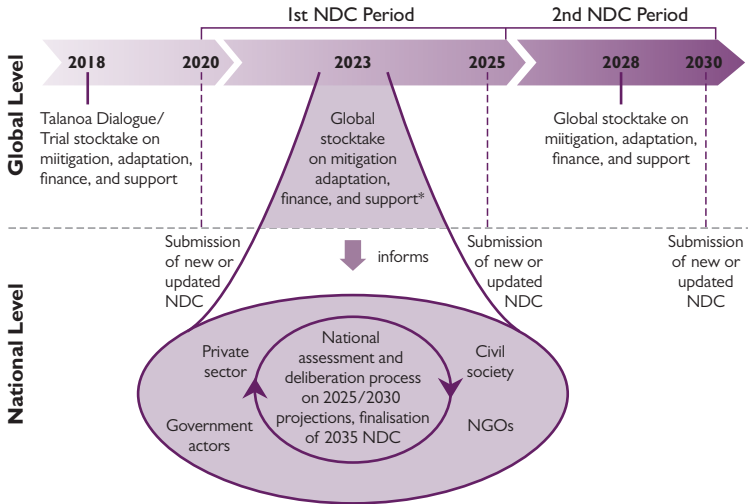 1st NDC Period
2nd NDC Period
2018
2020
2023
2025
2028
2030
Global Level
Talanoa Dialogue/
Trial stocktake on
miitigation, adaptation,
finance, and support
Global
stocktake
on mitigation
adaptation,
finance, and support*
Global stocktake on
miitigation, adaptation,
finance, and support
National Level
Submission
of new or
updated
NDC
informs
Submission
of new or
updated
NDC
Submission
of new or
updated
NDC
Private
sector
National
assessment and
deliberation process
on 2025/2030
projections, finalisation
of 2035 NDC
Civil
society
Government
actors
NGOs